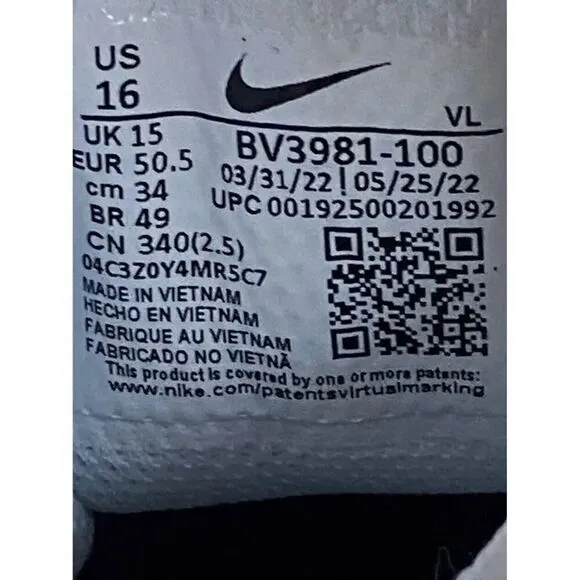 US
16
VL
UK 15
EUR 50.5
cm 34
BR 49
CN 340(2.5)
BV3981-100
03/31/22 | 05/25/22
UPC 00192500201992
04C3Z0Y4MR5C7
MADE IN VIETNAM
HECHO EN VIETNAM
FABRIQUE AU VIETNAM
FABRICADO NO VIETNÃ
This product is covered by one or more patents:
www.nike.com/patentsvirtualmarking